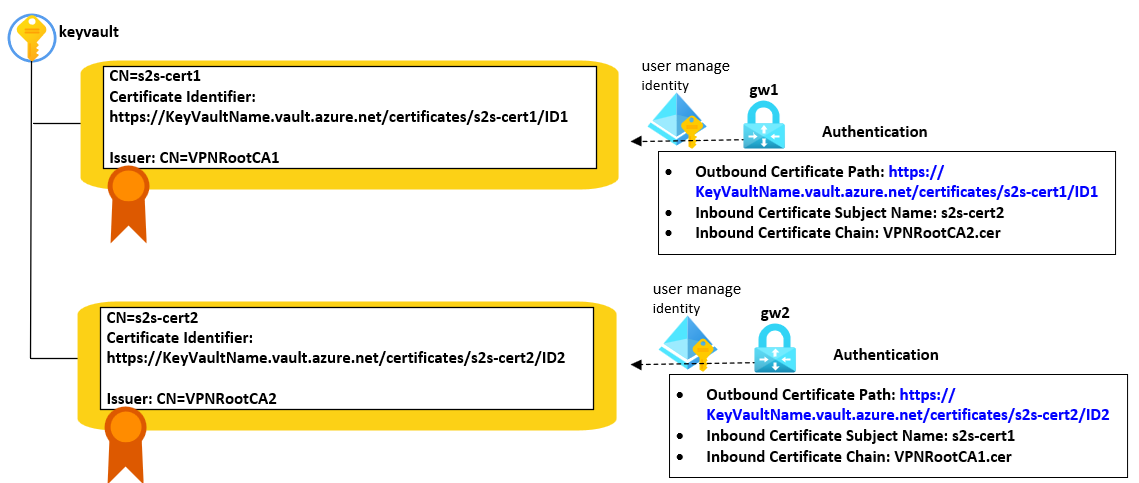 keyvault
CN=s2s-cert1
Certificate Identifier:
https://KeyVaultName.vault.azure.net/certificates/s2s-cert1/ID1
Issuer: CN=VPNRootCA1
user manage
identity
gw1
Authentication
• Outbound Certificate Path: https://
KeyVaultName.vault.azure.net/certificates/s2s-cert1/ID1
• Inbound Certificate Subject Name: s2s-cert2
• Inbound Certificate Chain: VPNRootCA2.cer
CN=s2s-cert2
Certificate Identifier:
https://KeyVaultName.vault.azure.net/certificates/s2s-cert2/ID2
Issuer: CN=VPNRootCA2
user manage
identity
gw2
Authentication
• Outbound Certificate Path: https://
KeyVaultName.vault.azure.net/certificates/s2s-cert2/ID2
• Inbound Certificate Subject Name: s2s-cert1
• Inbound Certificate Chain: VPNRootCA1.cer